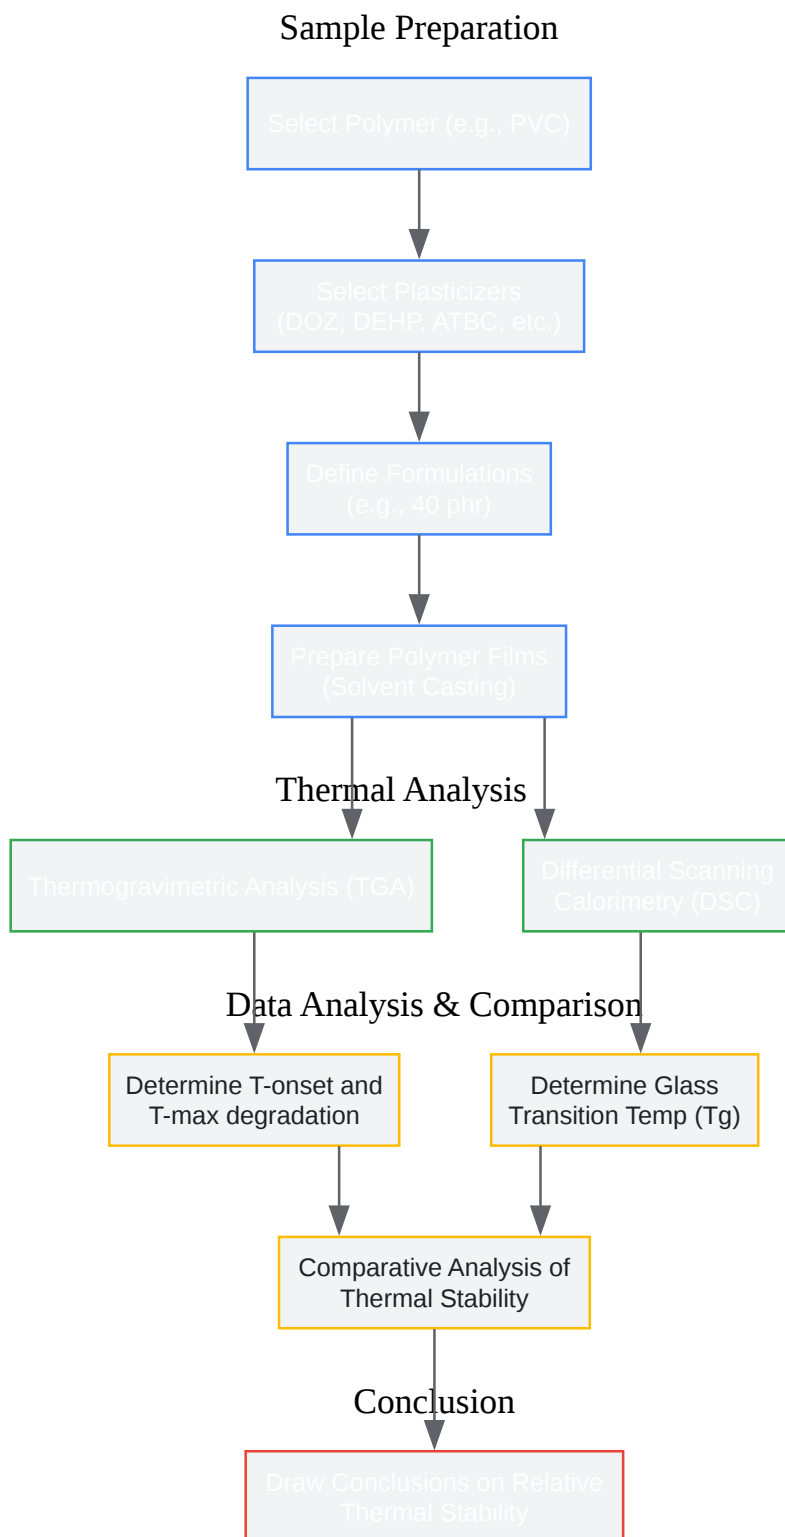 Sample Preparation
Select Polymer (e.g., PVC)
Select Plasticizers
(DOZ, DEHP, ATBC, etc.)
Define Formulations
(e.g., 40 phr)
Prepare Polymer Films
(Solvent Casting)
Thermal Analysis
Thermogravimetric Analysis (TGA)
Differential Scanning
Calorimetry (DSC)
Data Analysis & Comparison
Determine T-onset and
T-max degradation
Determine Glass
Transition Temp (Tg)
Comparative Analysis of
Thermal Stability
Conclusion
Draw Conclusions on Relative
Thermal Stability